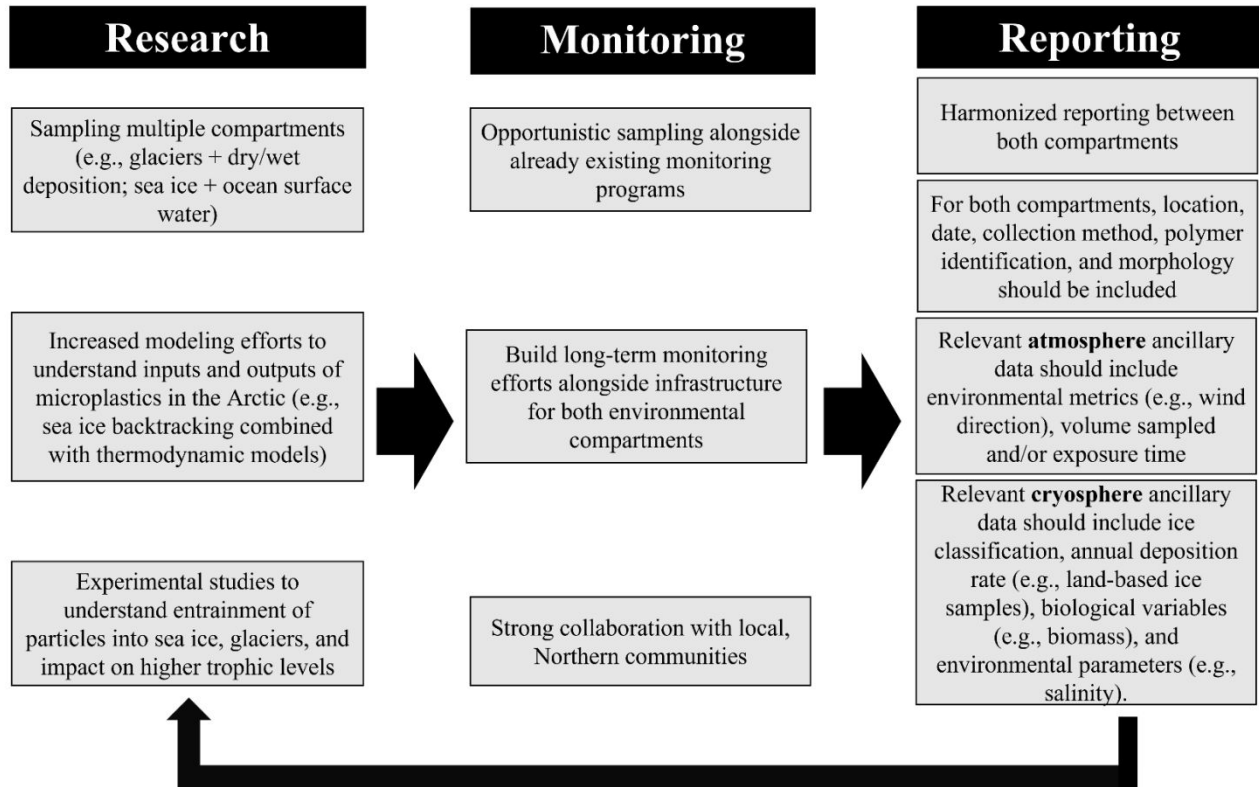 Research
Sampling multiple compartments
(e.g., glaciers + dry/wet
deposition; sea ice + ocean surface
water)
Increased modeling efforts to
understand inputs and outputs of
microplastics in the Arctic (e.g.,
sea ice backtracking combined
with thermodynamic models)
Experimental studies to
understand entrainment of
particles into sea ice, glaciers, and
impact on higher trophic levels
Monitoring
Opportunistic sampling alongside
already existing monitoring
programs
Build long-term monitoring
efforts alongside infrastructure
for both environmental
compartments
Strong collaboration with local,
Northern communities
Reporting
Harmonized reporting between
both compartments
For both compartments, location,
date, collection method, polymer
identification, and morphology
should be included
Relevant atmosphere ancillary
data should include
environmental metrics (e.g., wind
direction), volume sampled
and/or exposure time
Relevant cryosphere ancillary
data should include ice
classification, annual deposition
rate (e.g., land-based ice
samples), biological variables
(e.g., biomass), and
environmental parameters (e.g.,
salinity).